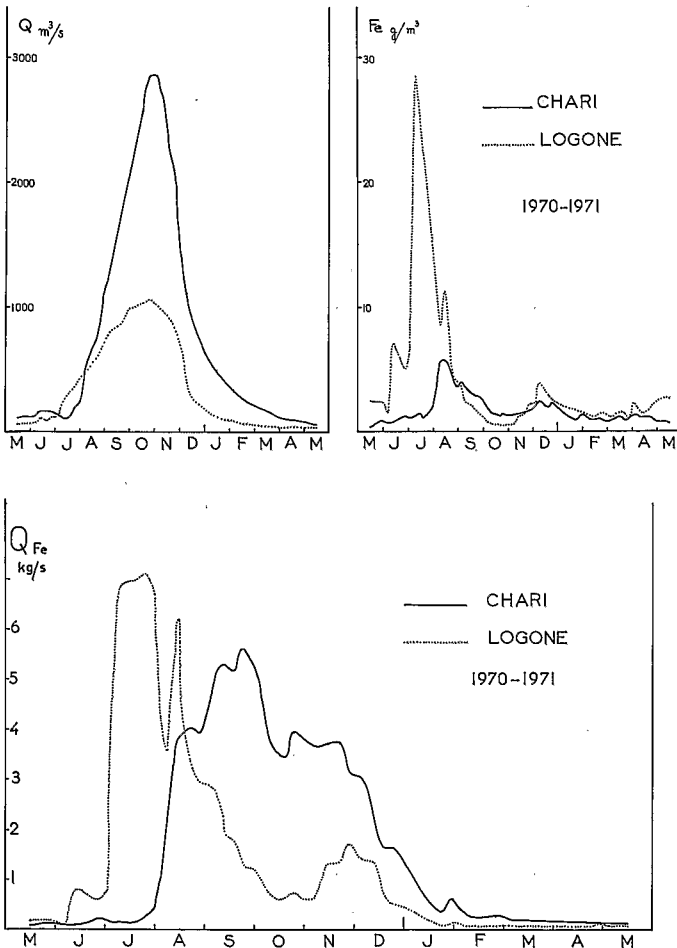 Q m³/s
3000
2000
1000
M J J A S O N D J F M A M
Fe g/m³
30
20
10
CHARI
LOGONE
1970-1971
M J J A S O N D J F M A M
Q Fe
kg/s
6
5
4
3
2
1
CHARI
LOGONE
1970-1971
M J J A S O N D J F M A M